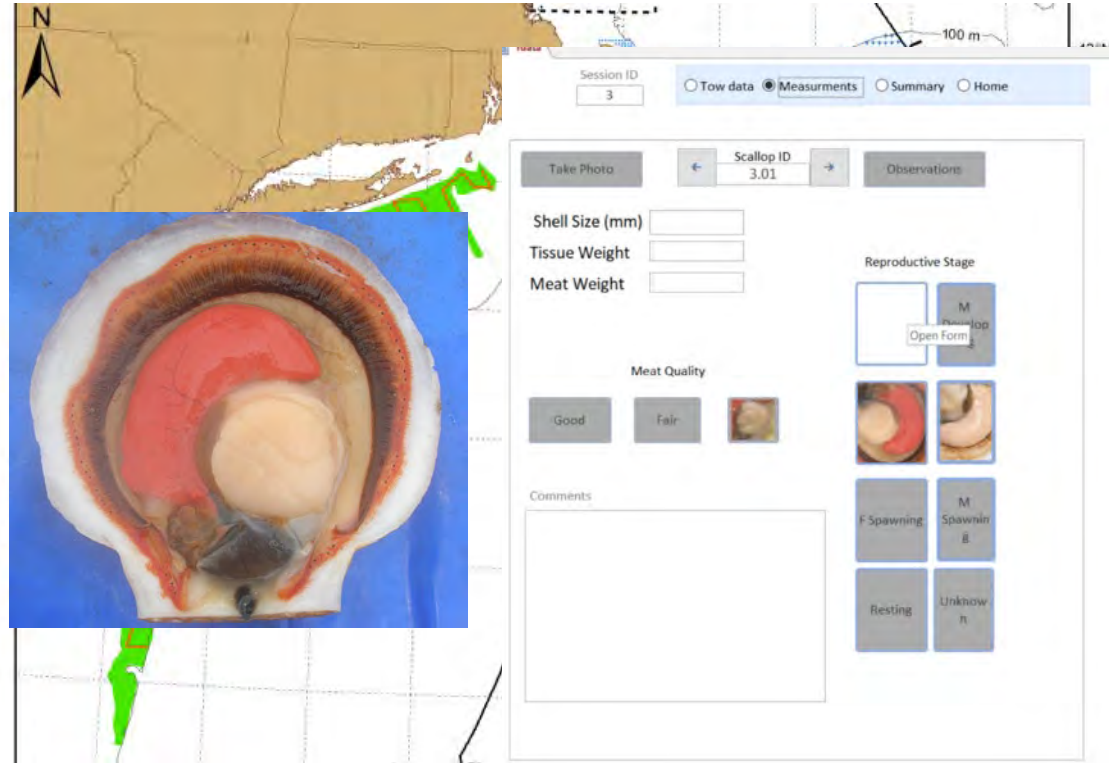 N
100 m
Session ID
3
Tow data
Measurments
Summary
Home
Take Photo
←
Scallop ID
3.01
→
Observations
Shell Size (mm)
Tissue Weight
Meat Weight
Reproductive Stage
M
Open Form
Meat Quality
Good
Fair
Comments
F Spawning
M
Spawnin
g
Resting
Unknow
n